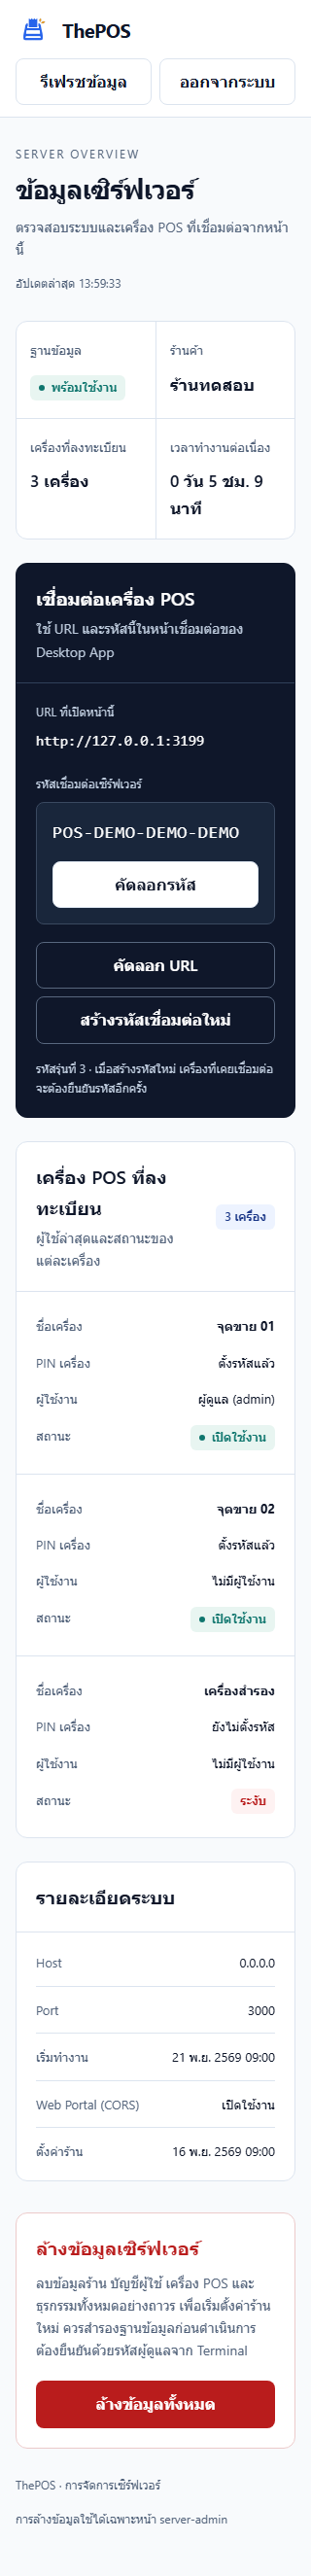 ThePOS
รีเฟรชข้อมูล
ออกจากระบบ
SERVER OVERVIEW
ข้อมูลเซิร์ฟเวอร์
ตรวจสอบระบบและเครื่อง POS ที่เชื่อมต่อจากหน้า
นี้
อัปเดตล่าสุด 13:59:33
ฐานข้อมูล
พร้อมใช้งาน
ร้านค้า
ร้านทดสอบ
เครื่องที่ลงทะเบียน
3 เครื่อง
เวลาทำงานต่อเนื่อง
0 วัน 5 ชม. 9
นาที
เชื่อมต่อเครื่อง POS
ใช้ URL และรหัสนี้ในหน้าเชื่อมต่อของ
Desktop App
URL ที่เปิดหน้านี้
http://127.0.0.1:3199
รหัสเชื่อมต่อเซิร์ฟเวอร์
POS-DEMO-DEMO-DEMO
คัดลอกรหัส
คัดลอก URL
สร้างรหัสเชื่อมต่อใหม่
รหัสรุ่นที่ 3 · เมื่อสร้างรหัสใหม่ เครื่องที่เคยเชื่อมต่อ
จะต้องยืนยันรหัสอีกครั้ง
เครื่อง POS ที่ลง
ทะเบียน
ผู้ใช้ล่าสุดและสถานะของ
แต่ละเครื่อง
3 เครื่อง
ชื่อเครื่อง จุดขาย 01
PIN เครื่อง ตั้งรหัสแล้ว
ผู้ใช้งาน ผู้ดูแล (admin)
สถานะ เปิดใช้งาน
ชื่อเครื่อง จุดขาย 02
PIN เครื่อง ตั้งรหัสแล้ว
ผู้ใช้งาน ไม่มีผู้ใช้งาน
สถานะ เปิดใช้งาน
ชื่อเครื่อง เครื่องสำรอง
PIN เครื่อง ยังไม่ตั้งรหัส
ผู้ใช้งาน ไม่มีผู้ใช้งาน
สถานะ ระงับ
รายละเอียดระบบ
Host 0.0.0.0
Port 3000
เริ่มทำงาน 21 พ.ย. 2569 09:00
Web Portal (CORS) เปิดใช้งาน
ตั้งค่าร้าน 16 พ.ย. 2569 09:00
ล้างข้อมูลเซิร์ฟเวอร์
ลบข้อมูลร้าน บัญชีผู้ใช้ เครื่อง POS และ
ธุรกรรมทั้งหมดอย่างถาวร เพื่อเริ่มตั้งค่าร้าน
ใหม่ ควรสำรองฐานข้อมูลก่อนดำเนินการ
ต้องยืนยันด้วยรหัสผู้ดูแลจาก Terminal
ล้างข้อมูลทั้งหมด
ThePOS · การจัดการเซิร์ฟเวอร์
การล้างข้อมูลใช้ได้เฉพาะหน้า server-admin